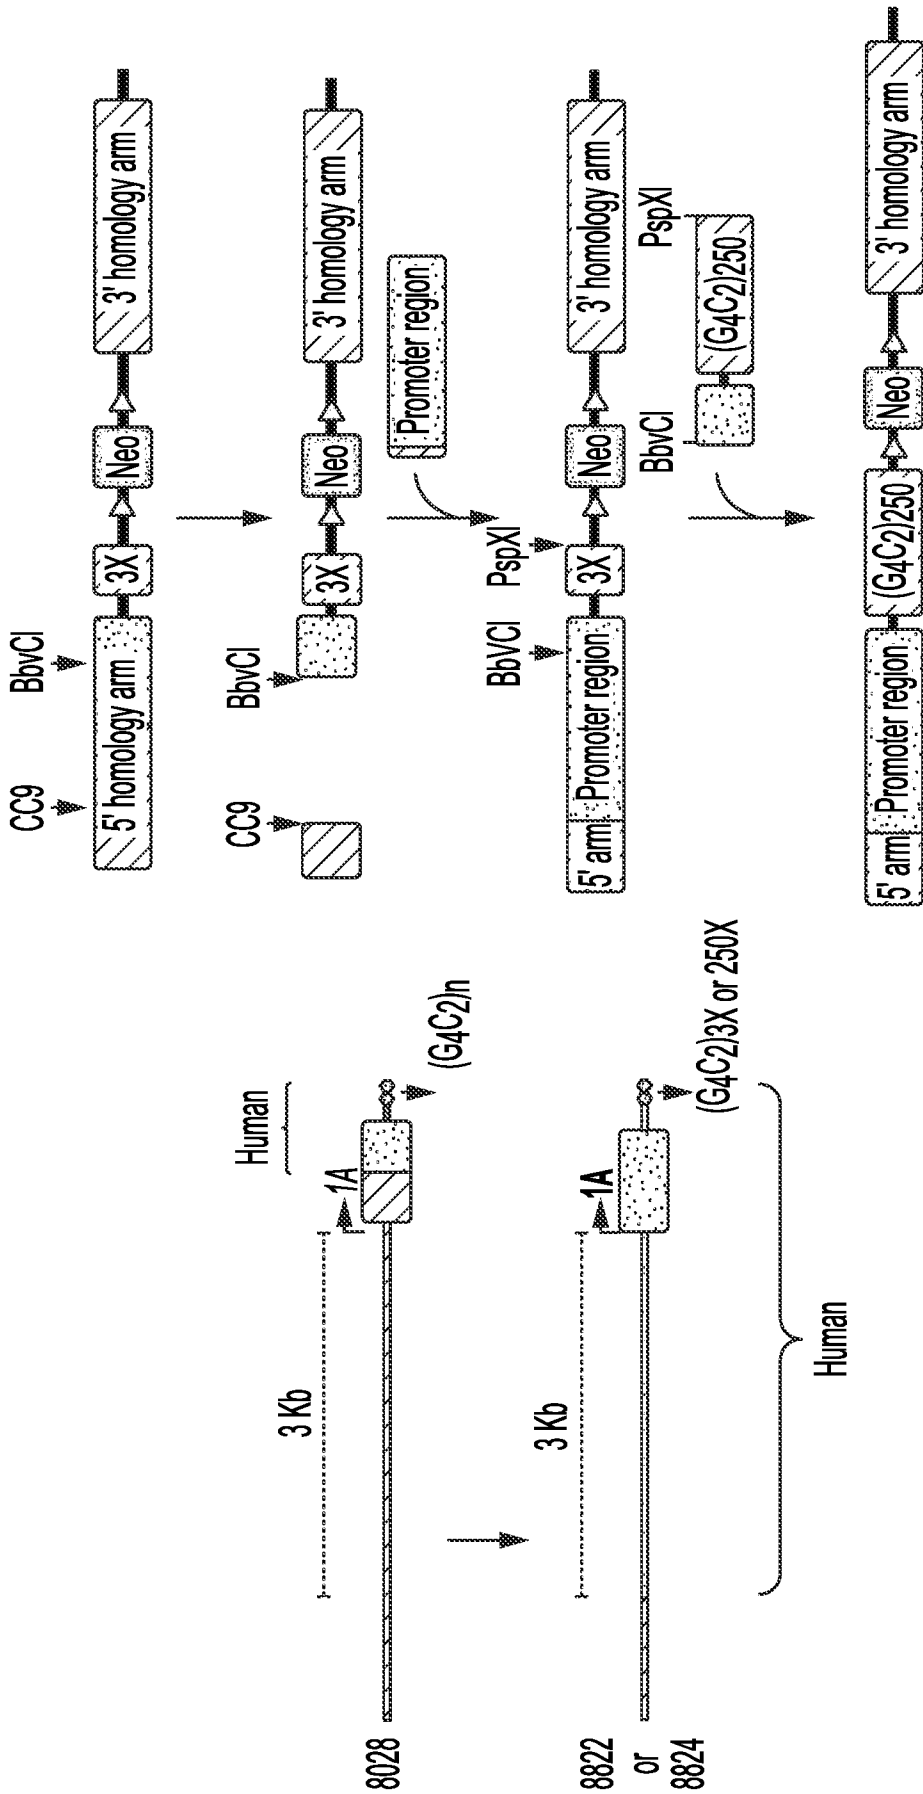 8028
3 Kb
1A
Human
(G4C2)n
8822
or
8824
3 Kb
1A
(G4C2)3X or 250X
Human
CC9
BbvCI
5' homology arm
3X
Neo
3' homology arm
CC9
BbvCI
3X
Neo
3' homology arm
Promoter region
BbVCI
PspXI
5' arm
Promoter region
3X
Neo
3' homology arm
BbvCI
PspXI
(G4C2)250
5' arm
Promoter region
(G4C2)250
Neo
3' homology arm